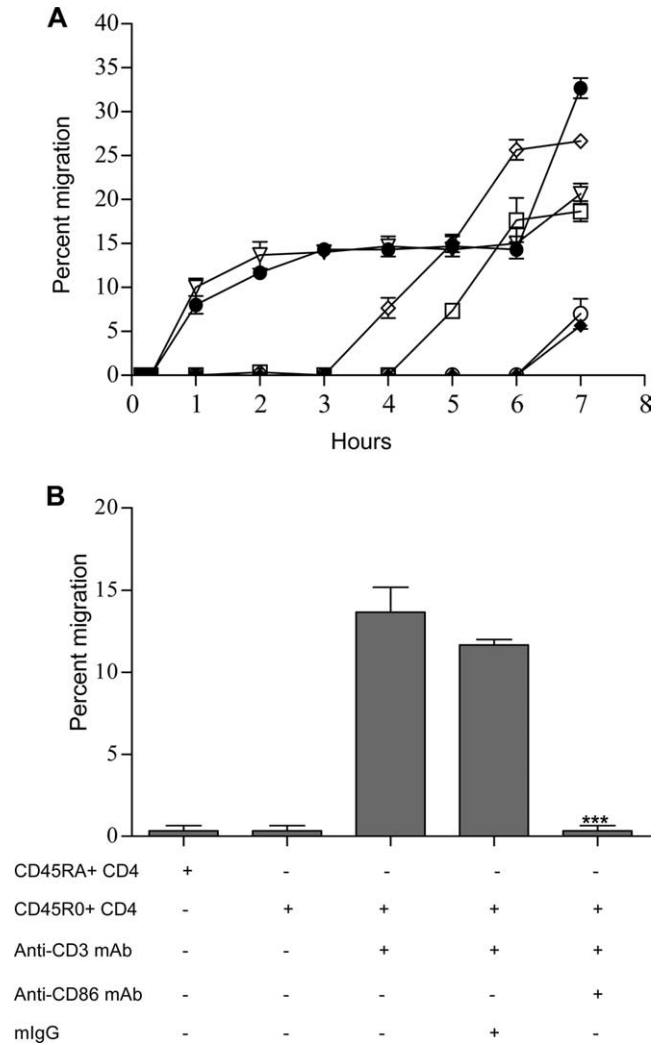 A
40
35
30
25
20
15
10
5
0
Percent migration
0 1 2 3 4 5 6 7 8
Hours
B
20
15
10
5
0
Percent migration
***
CD45RA+ CD4 + - - - -
CD45R0+ CD4 - + + + +
Anti-CD3 mAb - - + + +
Anti-CD86 mAb - - - - +
mIgG - - - + -